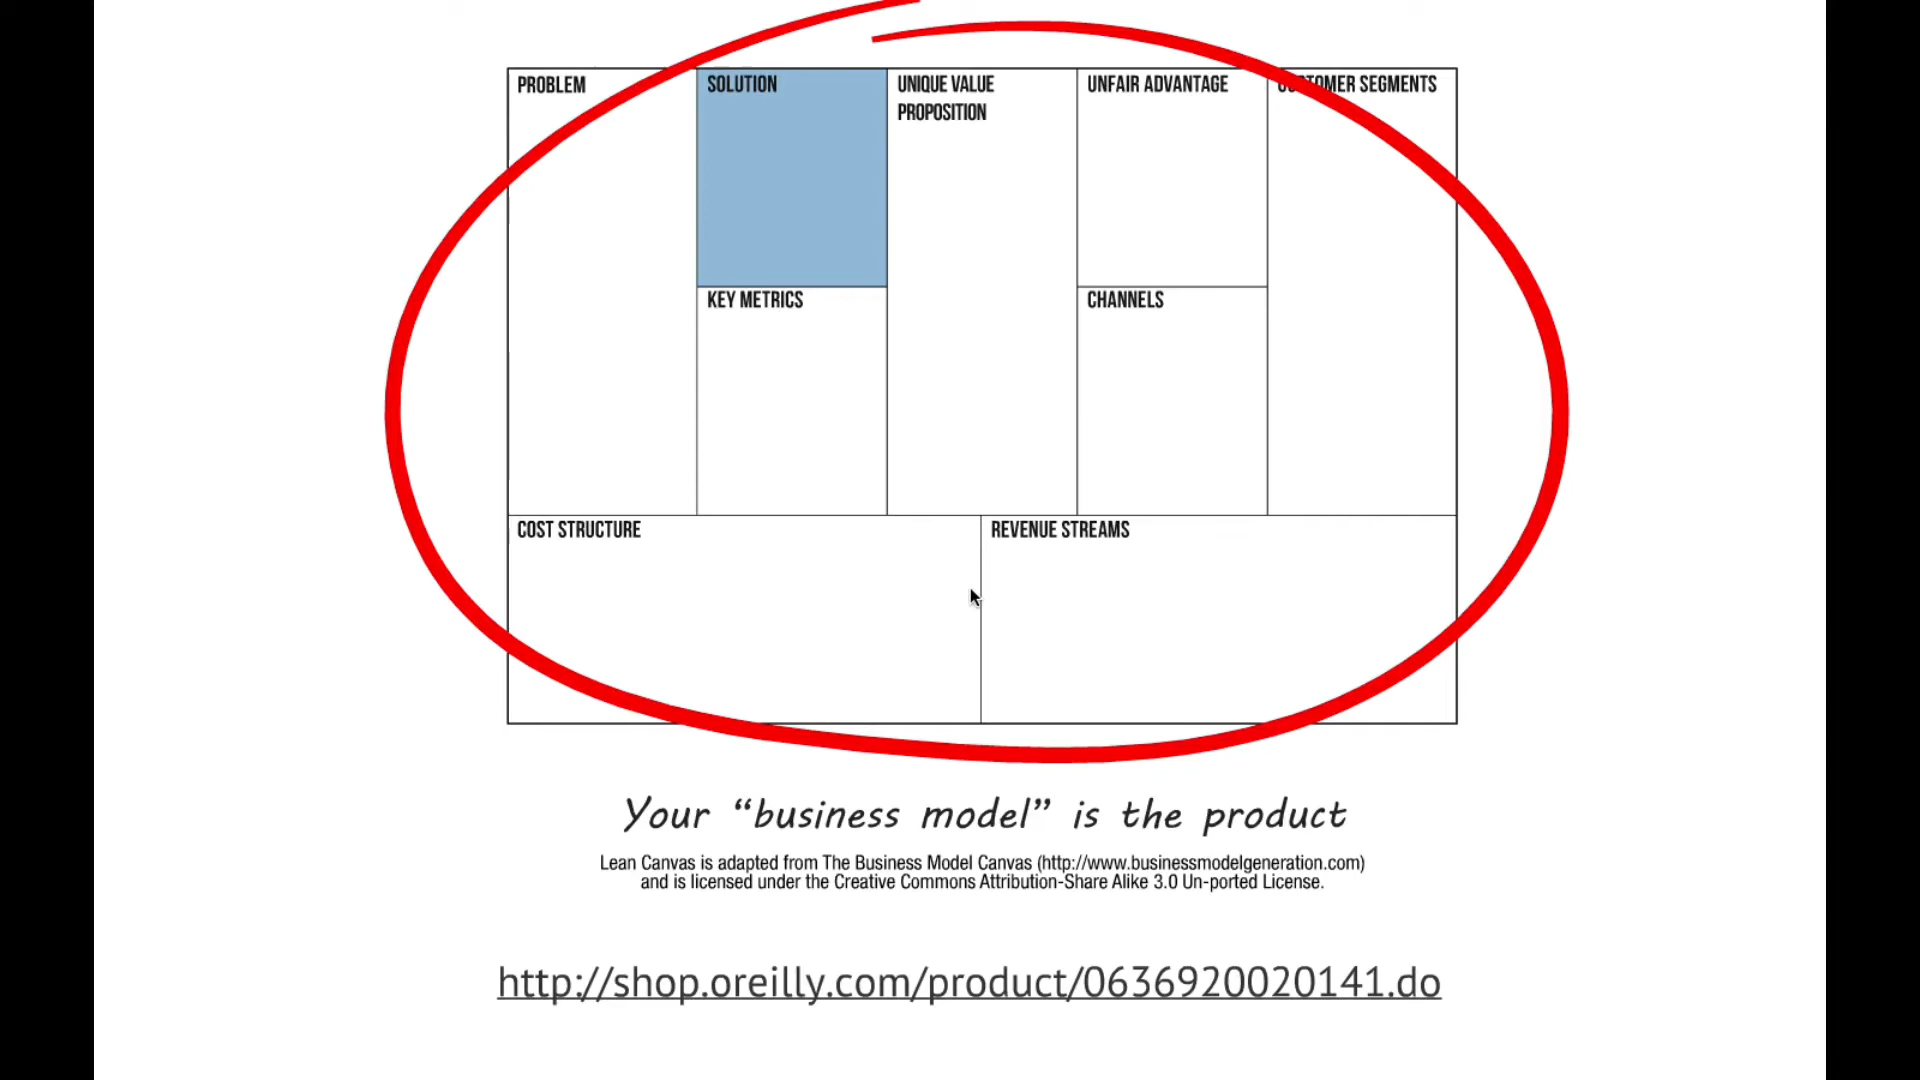 PROBLEM
SOLUTION
UNIQUE VALUE
PROPOSITION
UNFAIR ADVANTAGE
CUSTOMER SEGMENTS
KEY METRICS
CHANNELS
COST STRUCTURE
REVENUE STREAMS
Your “business model” is the product
Lean Canvas is adapted from The Business Model Canvas (http://www.businessmodelgeneration.com)
and is licensed under the Creative Commons Attribution-Share Alike 3.0 Un-ported License.
http://shop.oreilly.com/product/0636920020141.do